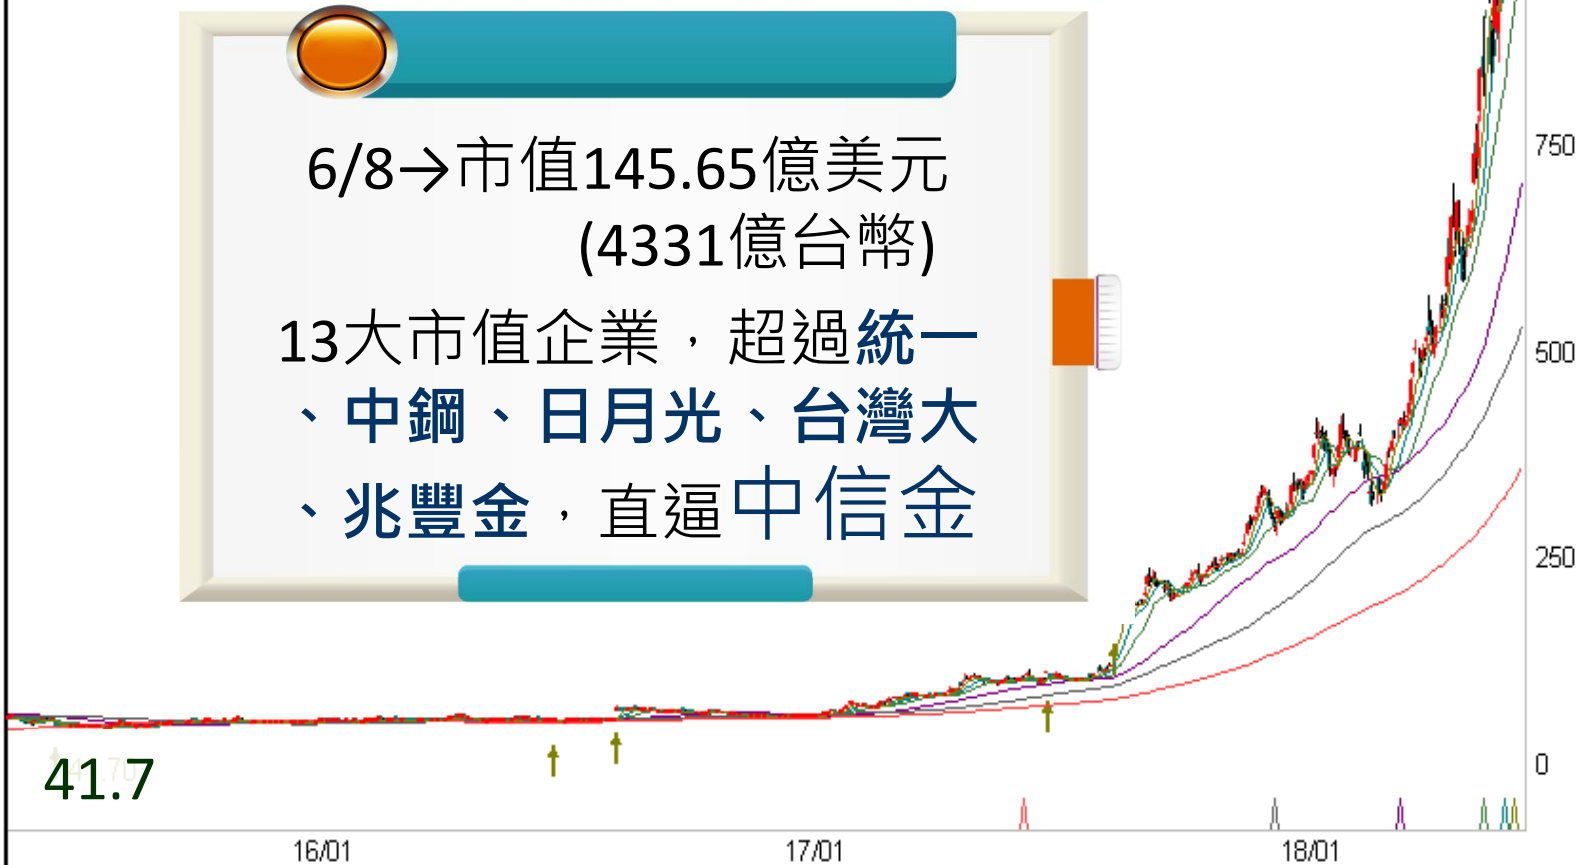 6/8→市值145.65億美元
(4331億台幣)
13大市值企業，超過統一
、中鋼、日月光、台灣大
、兆豐金，直逼中信金
750
500
250
0
41.70
41.7
16/01
17/01
18/01